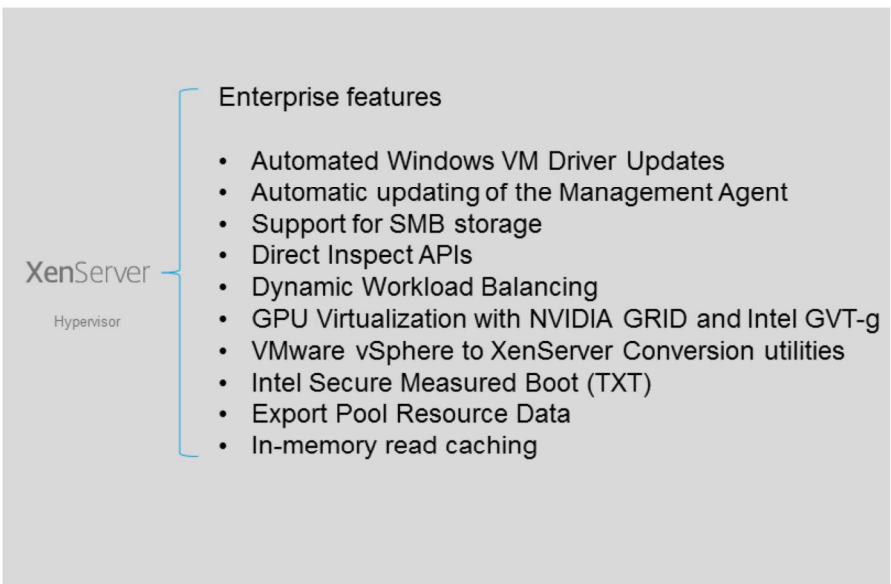 Enterprise features
• Automated Windows VM Driver Updates
• Automatic updating of the Management Agent
• Support for SMB storage
• Direct Inspect APIs
XenServer
• Dynamic Workload Balancing
Hypervisor
• GPU Virtualization with NVIDIA GRID and Intel GVT-g
• VMware vSphere to XenServer Conversion utilities
• Intel Secure Measured Boot (TXT)
• Export Pool Resource Data
• In-memory read caching